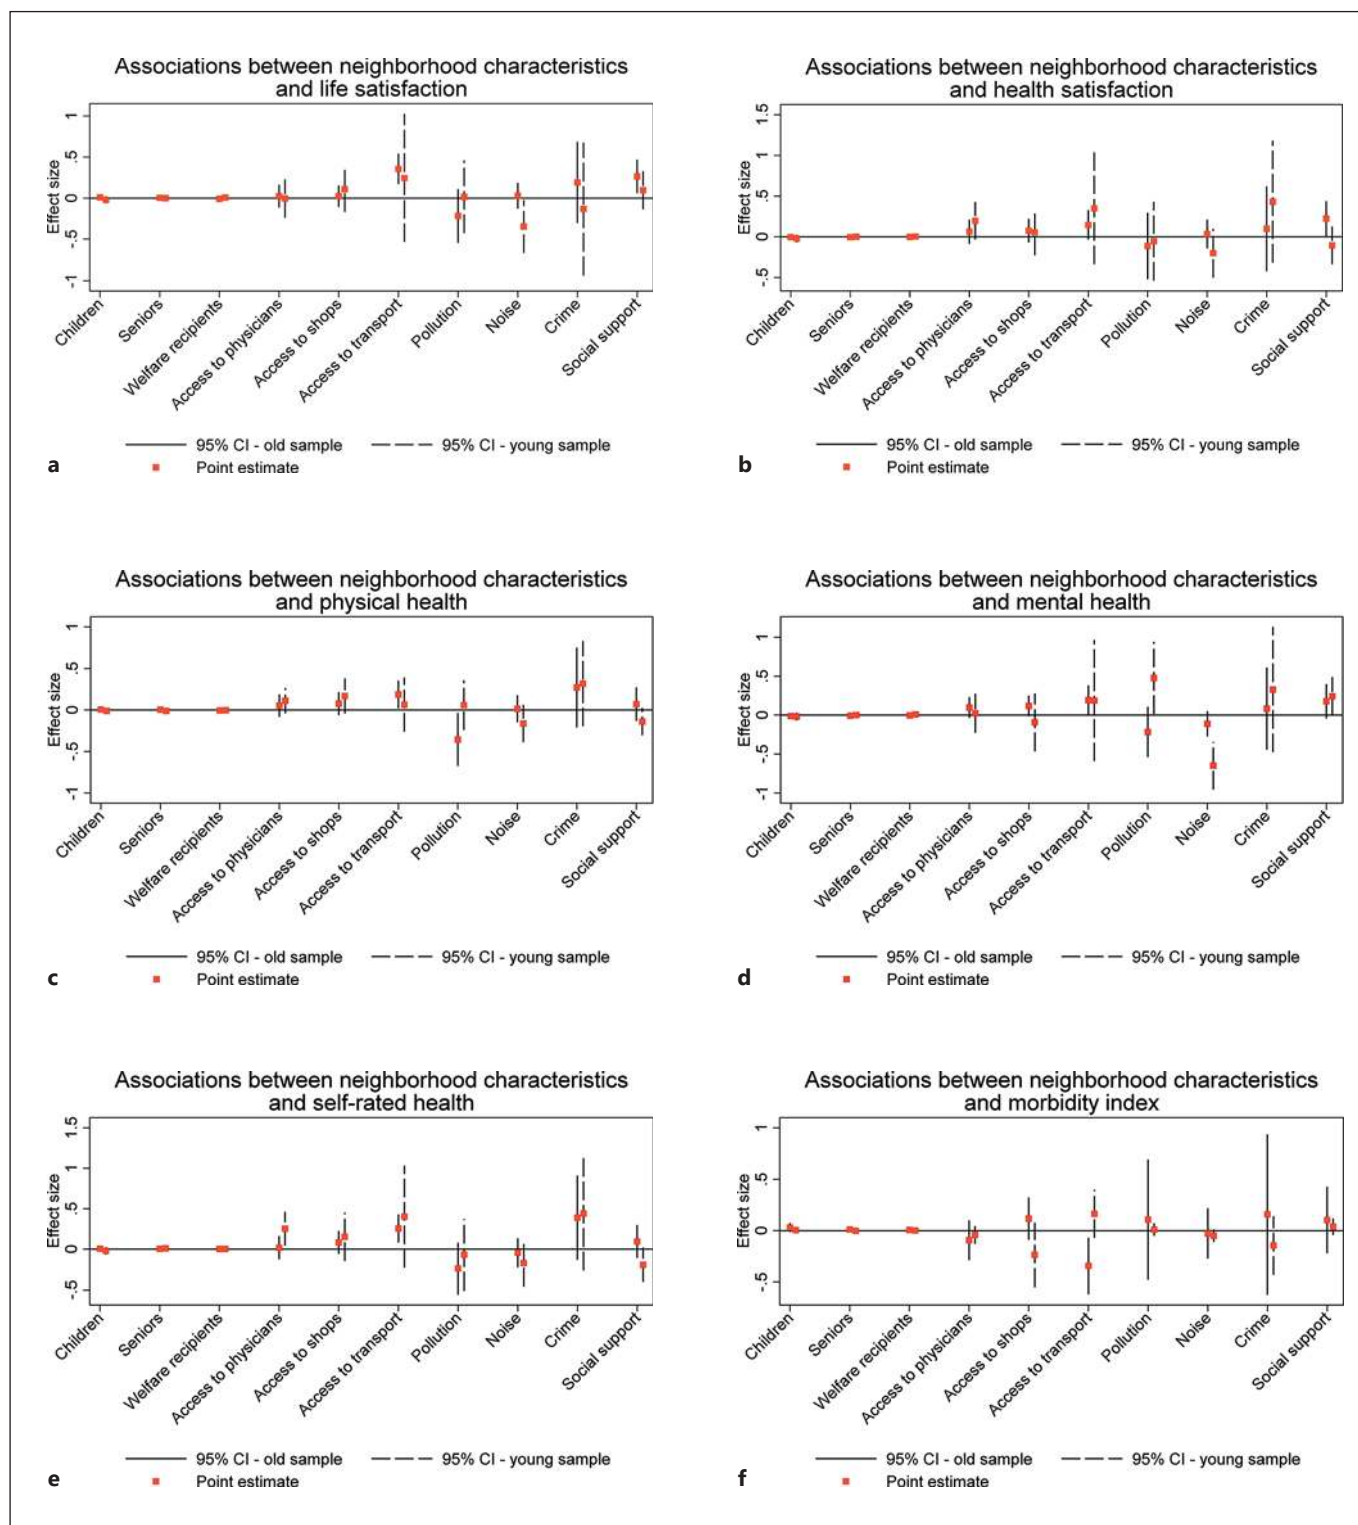 Associations between neighborhood characteristics
and life satisfaction
Effect size
1
.5
0
-.5
-1
Children
Seniors
Welfare recipients
Access to physicians
Access to shops
Access to transport
Pollution
Noise
Crime
Social support
95% CI - old sample
95% CI - young sample
Point estimate
a
Associations between neighborhood characteristics
and health satisfaction
Effect size
1.5
1
.5
0
-.5
Children
Seniors
Welfare recipients
Access to physicians
Access to shops
Access to transport
Pollution
Noise
Crime
Social support
95% CI - old sample
95% CI - young sample
Point estimate
b
Associations between neighborhood characteristics
and physical health
Effect size
1
.5
0
-.5
-1
Children
Seniors
Welfare recipients
Access to physicians
Access to shops
Access to transport
Pollution
Noise
Crime
Social support
95% CI - old sample
95% CI - young sample
Point estimate
c
Associations between neighborhood characteristics
and mental health
Effect size
1
.5
0
-.5
-1
Children
Seniors
Welfare recipients
Access to physicians
Access to shops
Access to transport
Pollution
Noise
Crime
Social support
95% CI - old sample
95% CI - young sample
Point estimate
d
Associations between neighborhood characteristics
and self-rated health
Effect size
1.5
1
.5
0
-.5
Children
Seniors
Welfare recipients
Access to physicians
Access to shops
Access to transport
Pollution
Noise
Crime
Social support
95% CI - old sample
95% CI - young sample
Point estimate
e
Associations between neighborhood characteristics
and morbidity index
Effect size
1
.5
0
-.5
Children
Seniors
Welfare recipients
Access to physicians
Access to shops
Access to transport
Pollution
Noise
Crime
Social support
95% CI - old sample
95% CI - young sample
Point estimate
f